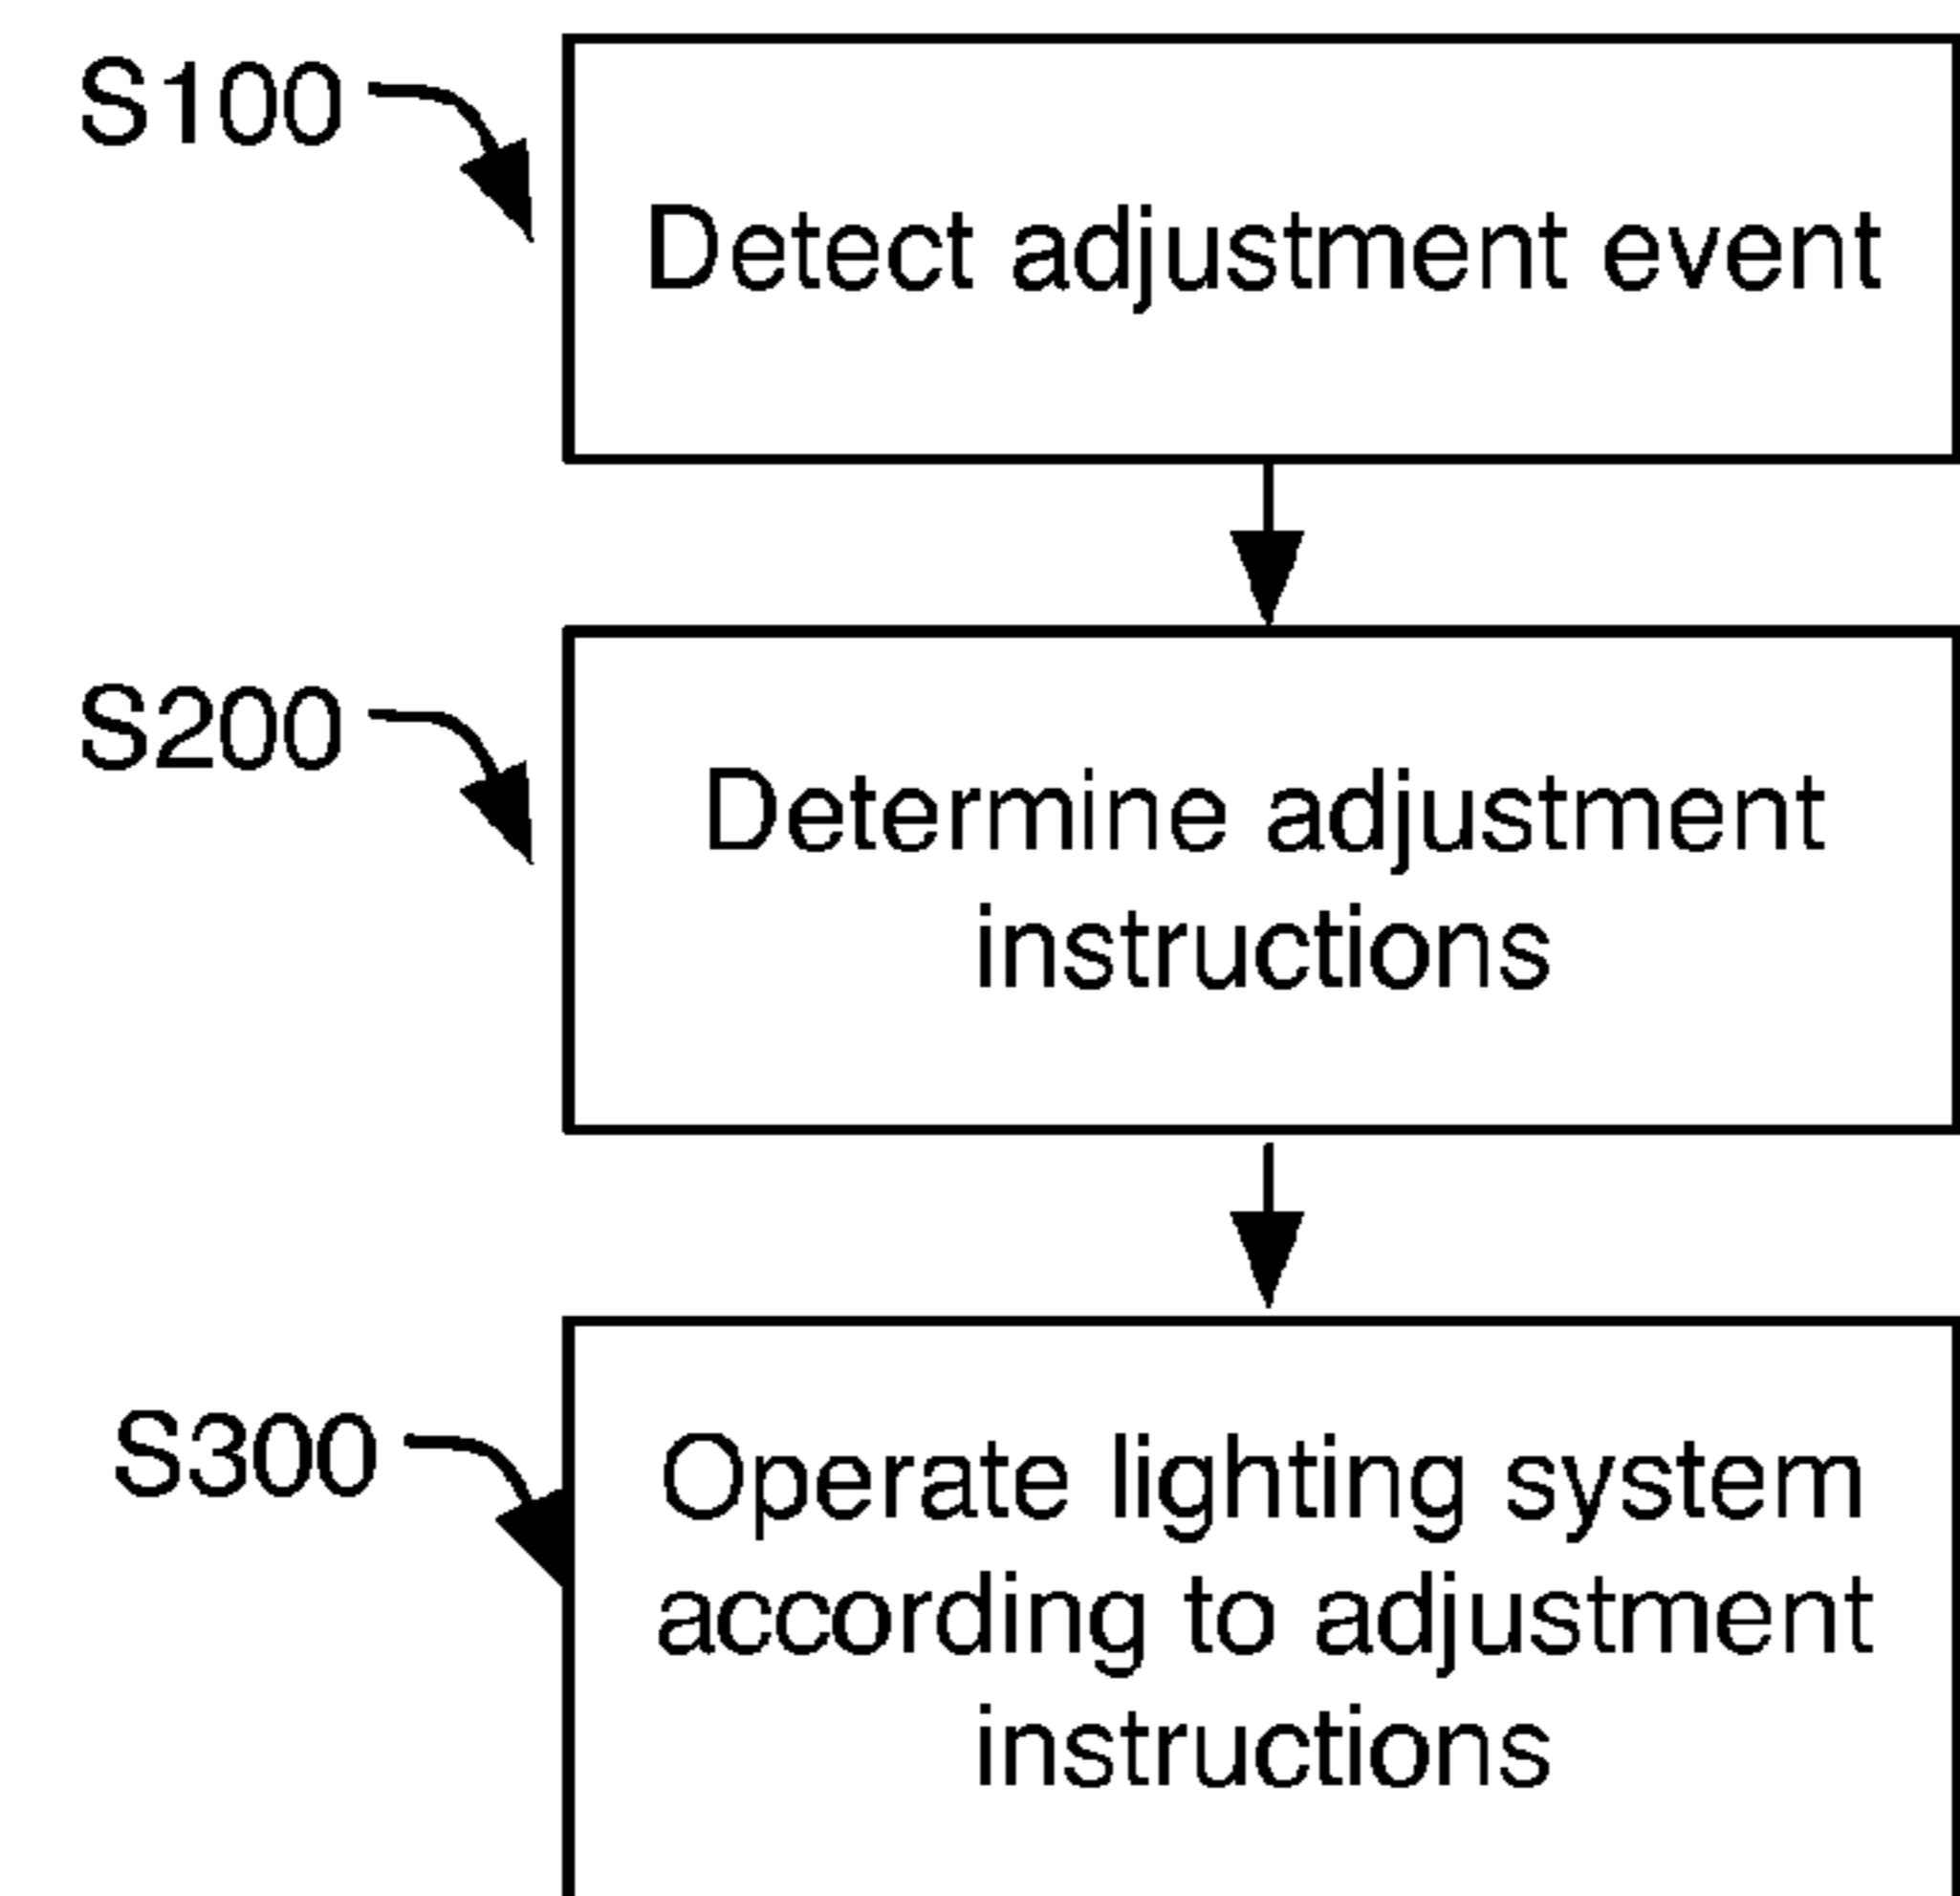 S100
Detect adjustment event
S200
Determine adjustment
instructions
S300
Operate lighting system
according to adjustment
instructions